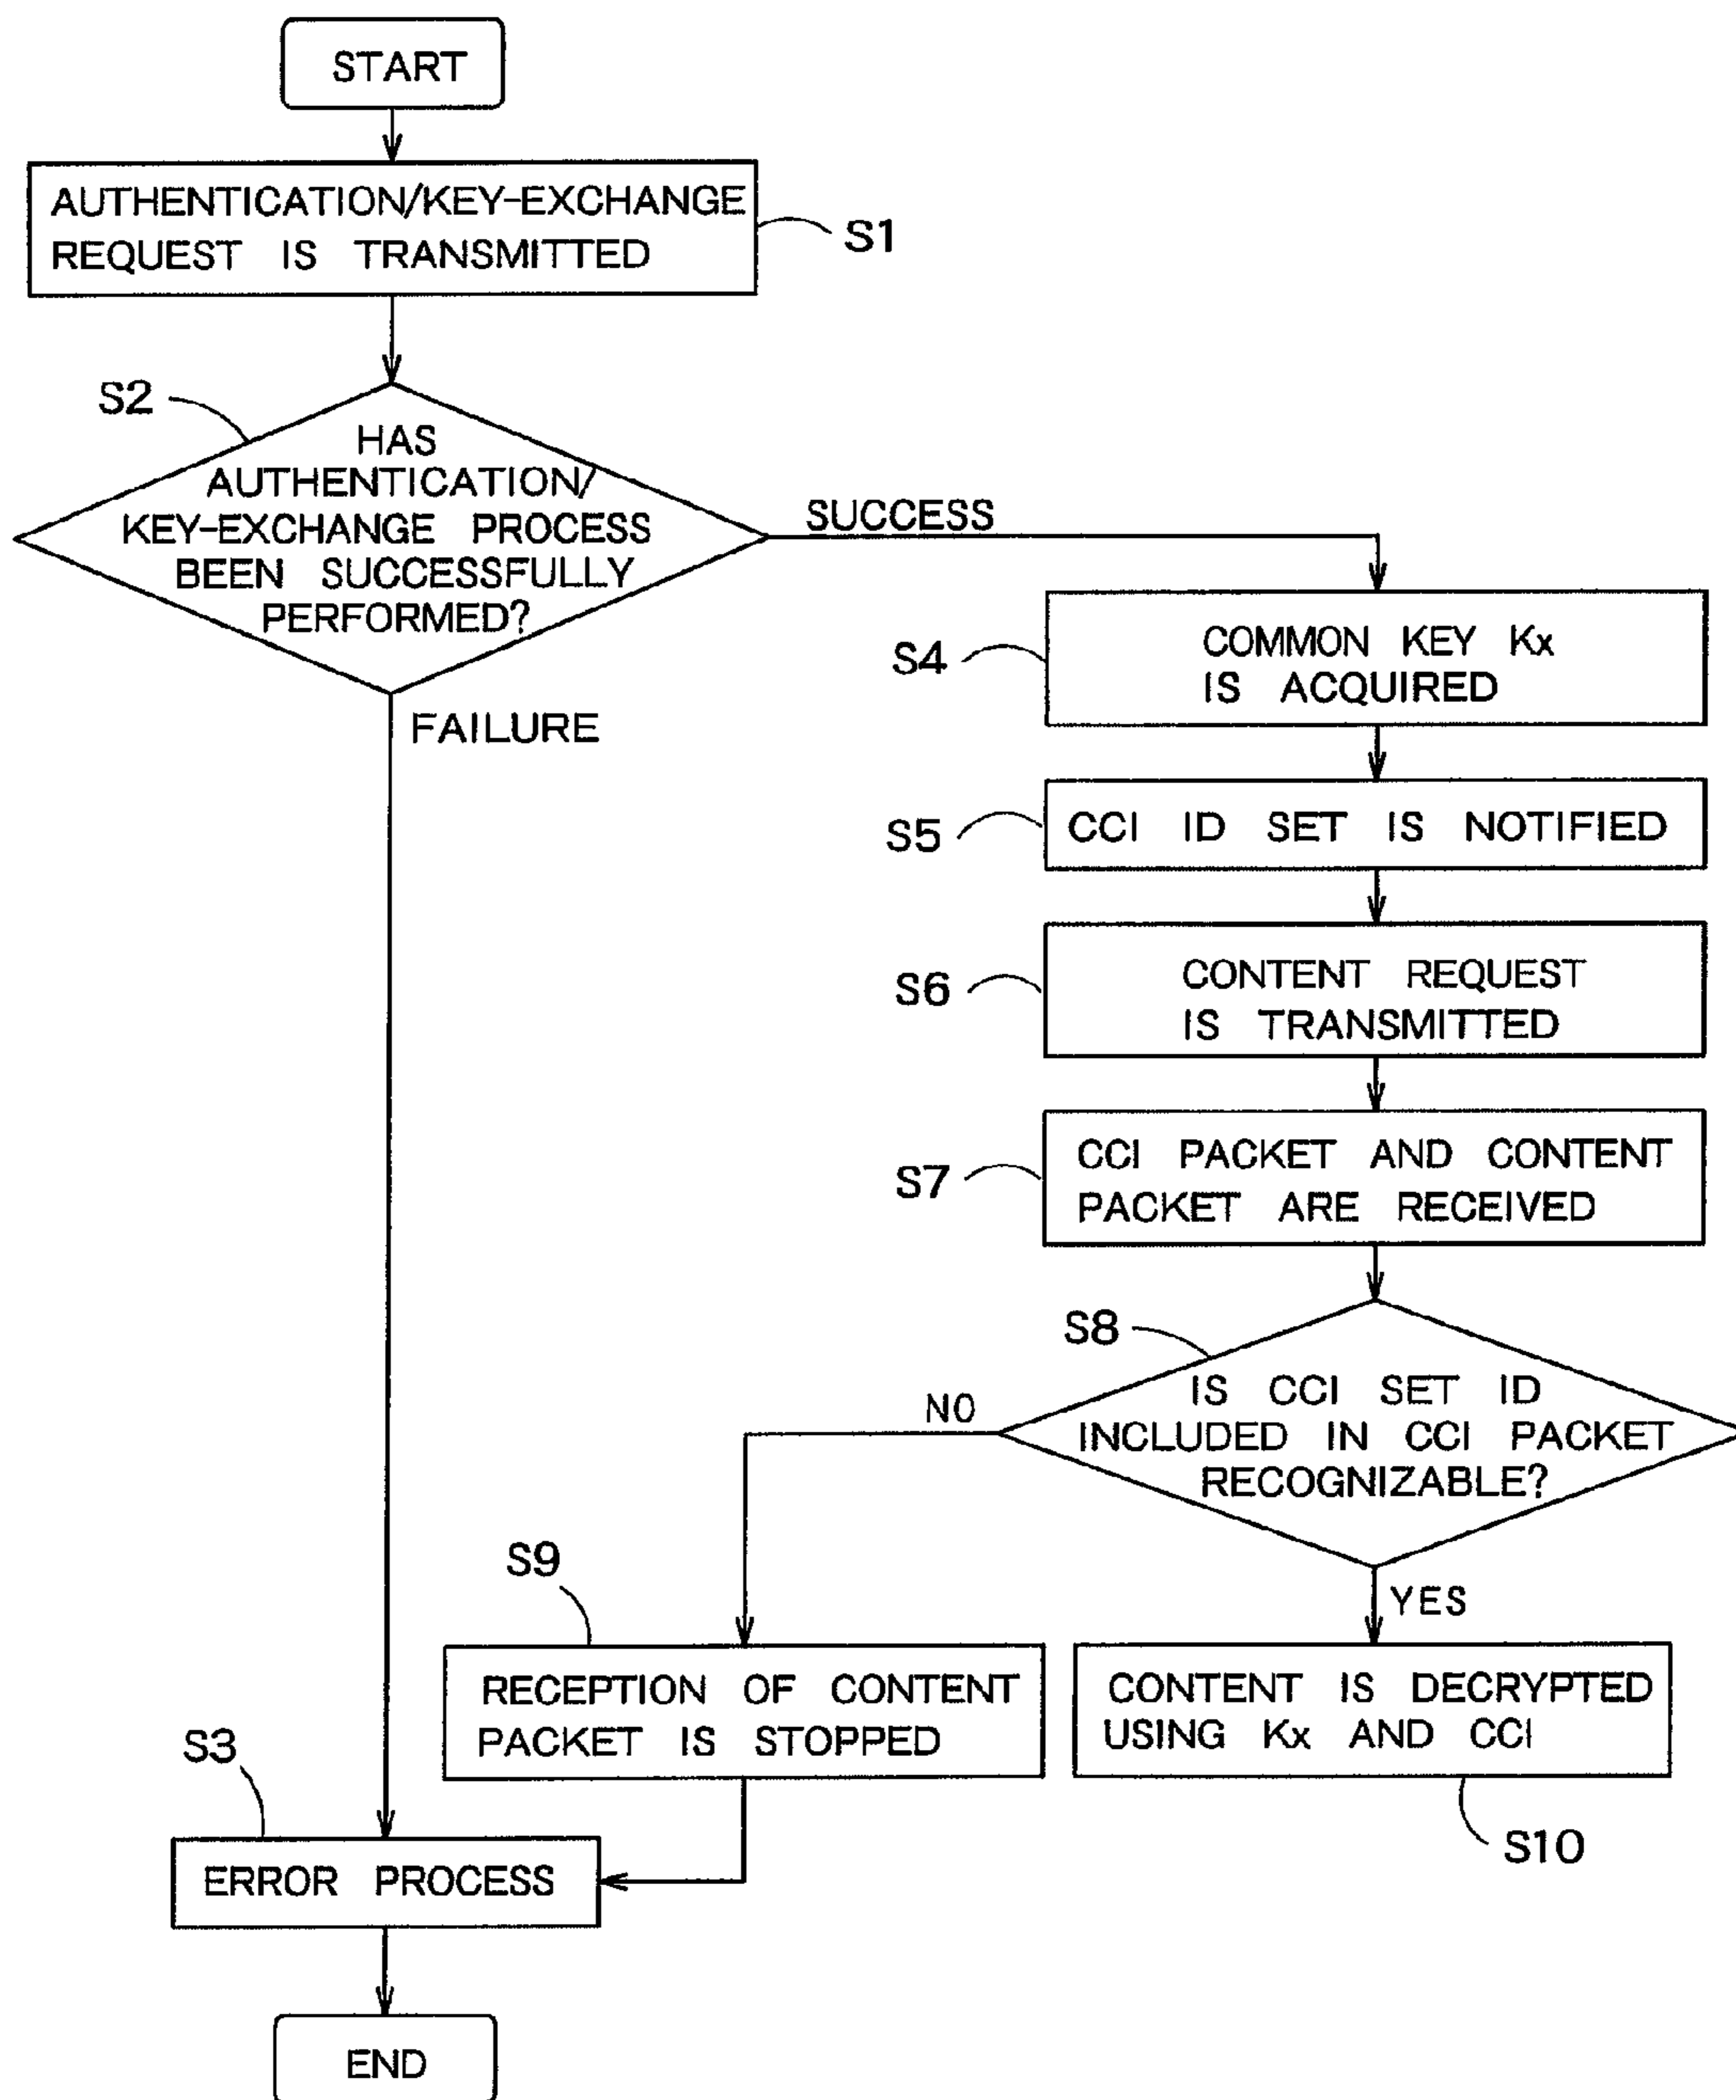 START
AUTHENTICATION/KEY-EXCHANGE
REQUEST IS TRANSMITTED
S1
S2
HAS
AUTHENTICATION/
KEY-EXCHANGE PROCESS
BEEN SUCCESSFULLY
PERFORMED?
SUCCESS
FAILURE
S4
COMMON KEY Kx
IS ACQUIRED
S5
CCI ID SET IS NOTIFIED
S6
CONTENT REQUEST
IS TRANSMITTED
S7
CCI PACKET AND CONTENT
PACKET ARE RECEIVED
S8
IS CCI SET ID
INCLUDED IN CCI PACKET
RECOGNIZABLE?
NO
YES
S9
RECEPTION OF CONTENT
PACKET IS STOPPED
CONTENT IS DECRYPTED
USING Kx AND CCI
S10
S3
ERROR PROCESS
END